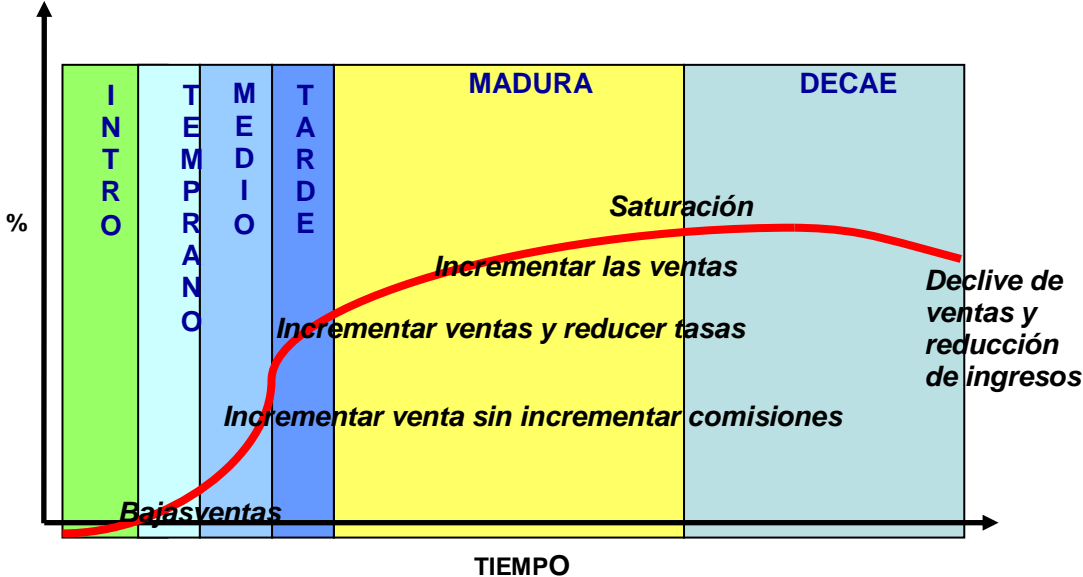 INTRO
TEMPRANO
MEDIO
TARDE
MADURA
DECAE
%
Saturación
Incrementar las ventas
Declive de
ventas y
reducción
de ingresos
Incrementar ventas y reducer tasas
Incrementar venta sin incrementar comisiones
Bajasventas
TIEMPO